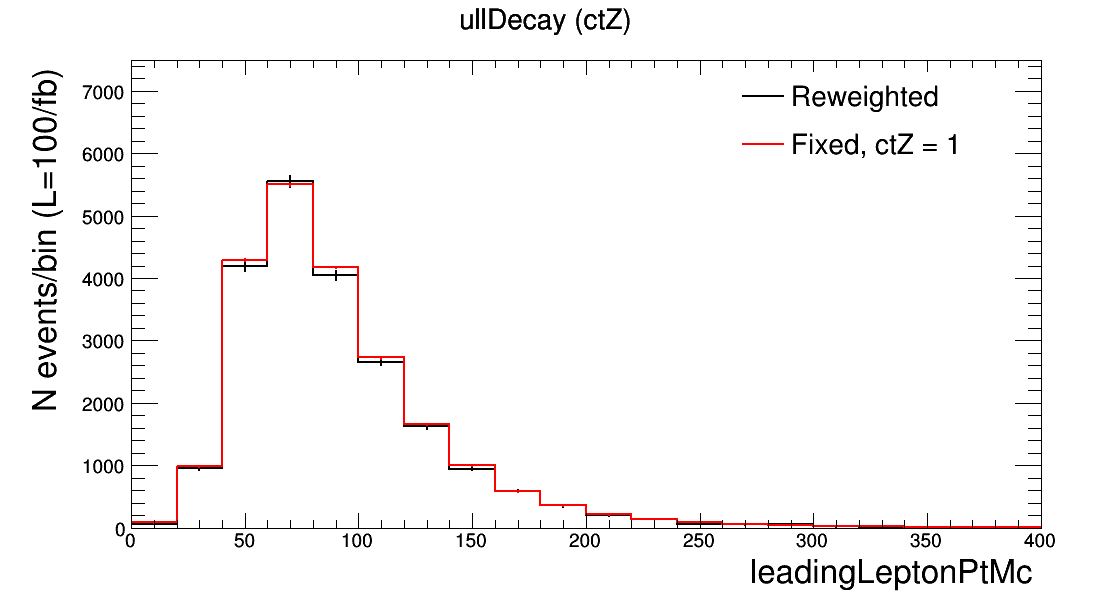 ullDecay (ctZ)
N events/bin (L=100/fb)
7000
6000
5000
4000
3000
2000
1000
0
Reweighted
Fixed, ctZ = 1
0 50 100 150 200 250 300 350 400
leadingLeptonPtMc